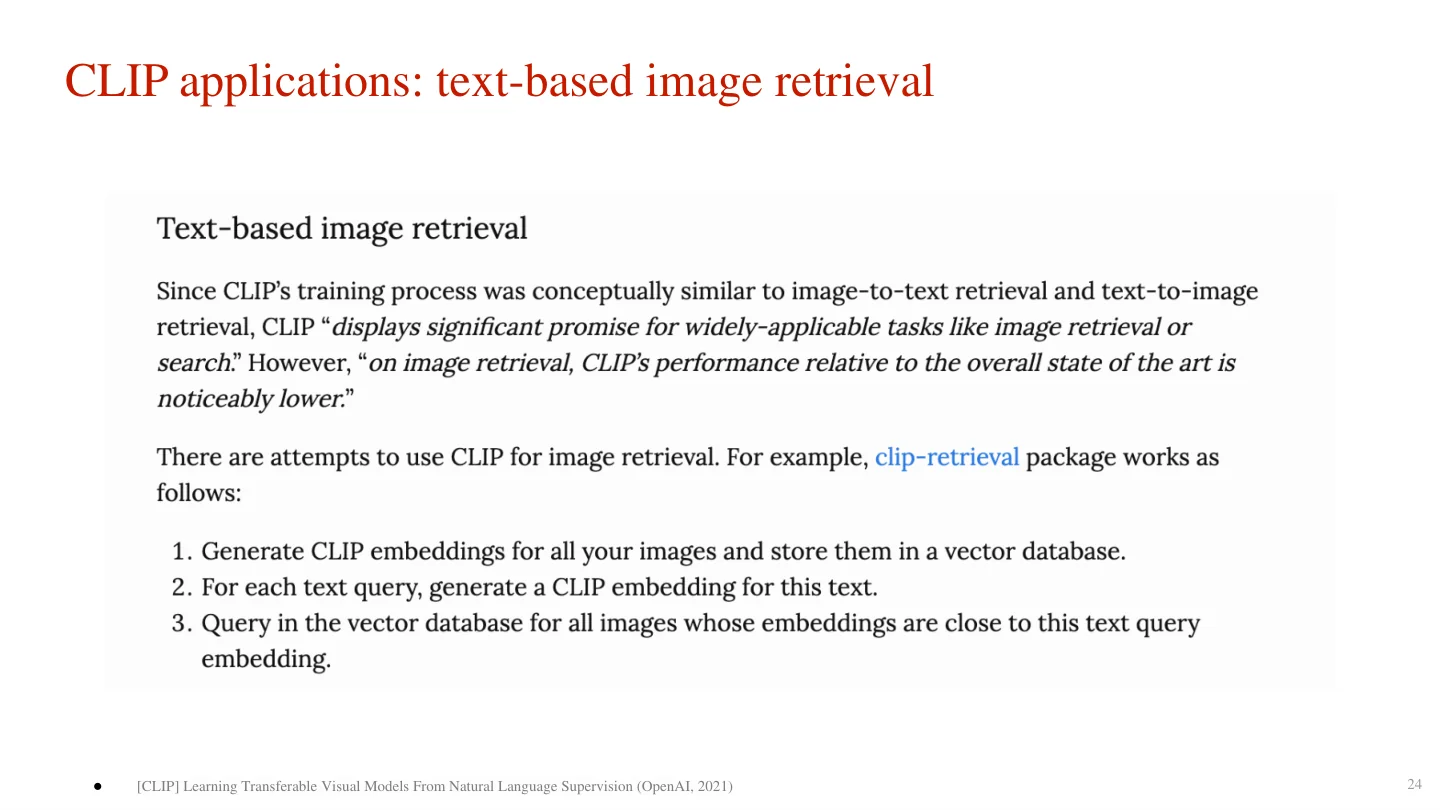 CLIP applications: text-based image retrieval
Text-based image retrieval
Since CLIP’s training process was conceptually similar to image-to-text retrieval and text-to-image
retrieval, CLIP “displays significant promise for widely-applicable tasks like image retrieval or
search.” However, “on image retrieval, CLIP’s performance relative to the overall state of the art is
noticeably lower.”
There are attempts to use CLIP for image retrieval. For example, clip-retrieval package works as
follows:
1. Generate CLIP embeddings for all your images and store them in a vector database.
2. For each text query, generate a CLIP embedding for this text.
3. Query in the vector database for all images whose embeddings are close to this text query
embedding.
● [CLIP] Learning Transferable Visual Models From Natural Language Supervision (OpenAI, 2021)
24